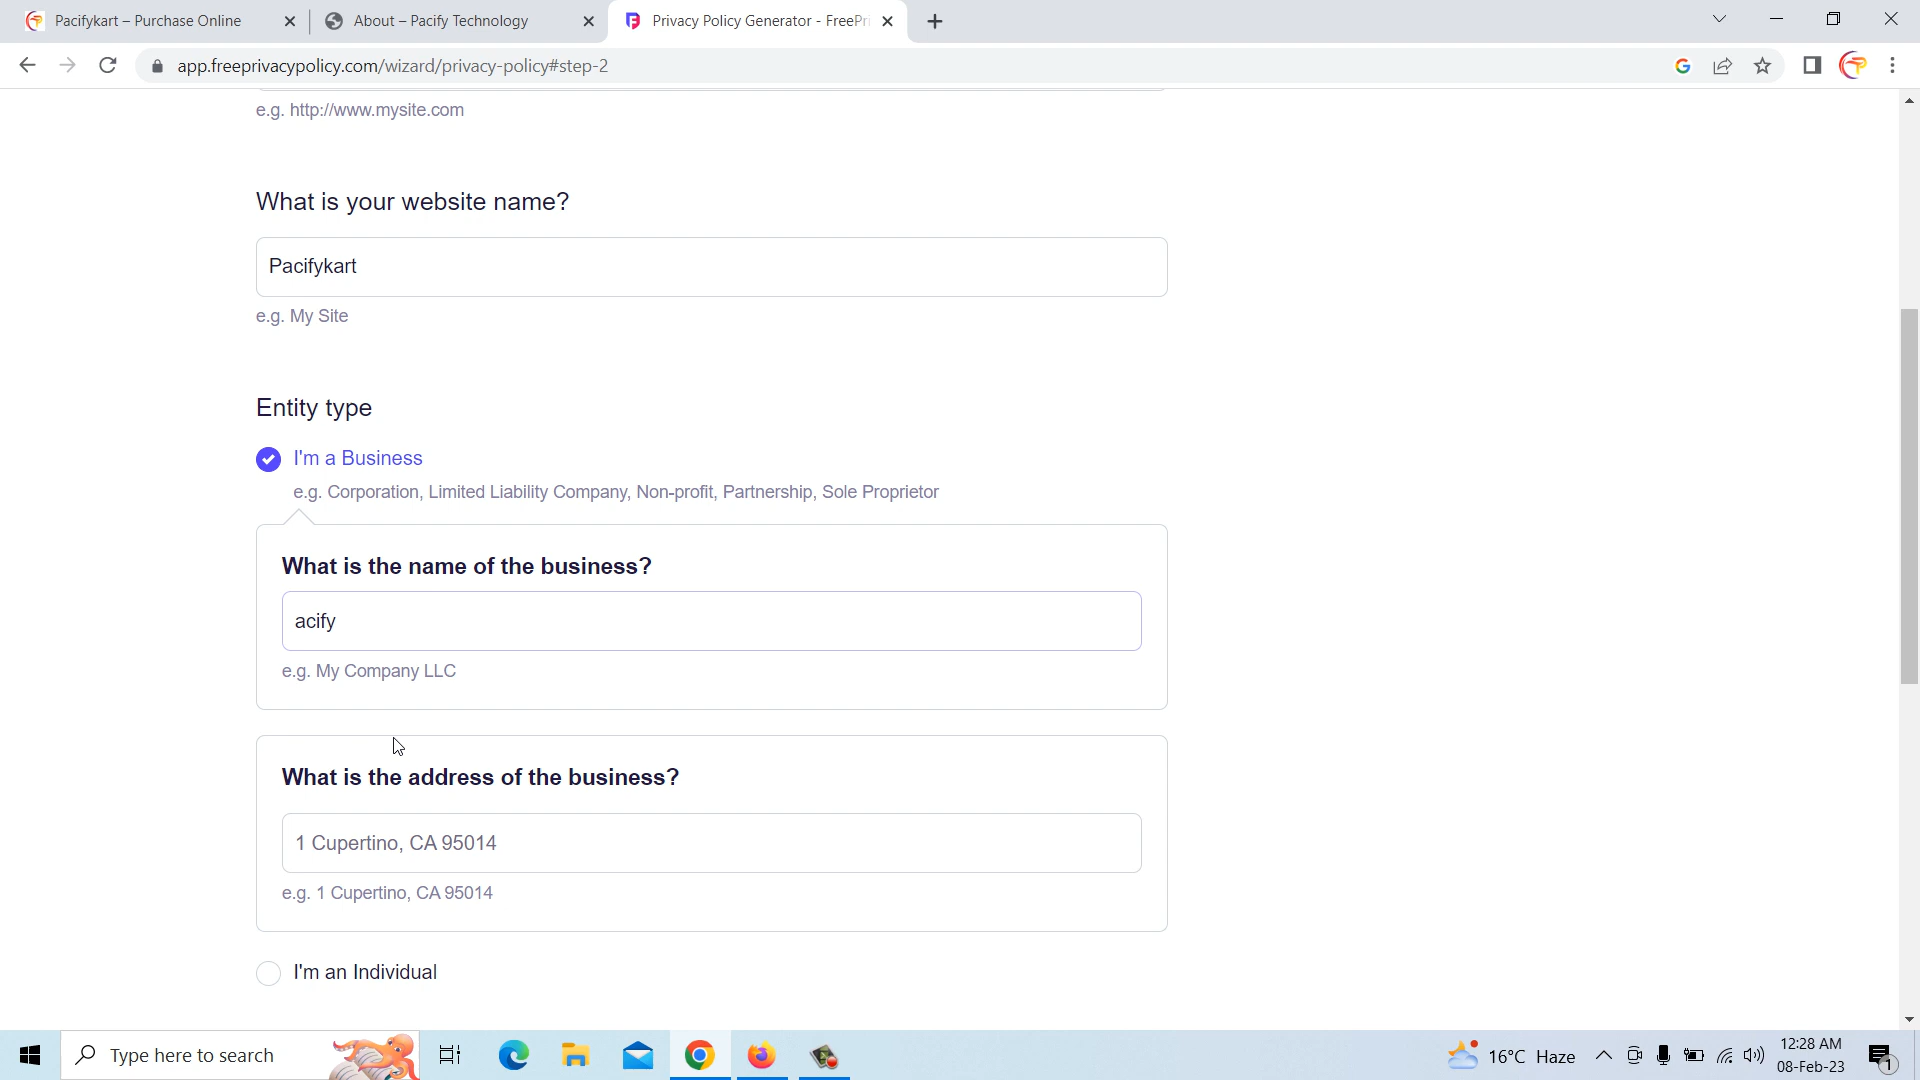 Pacifykart – Purchase Online
About – Pacify Technology
Privacy Policy Generator - FreePri
app.freeprivacypolicy.com/wizard/privacy-policy#step-2
e.g. http://www.mysite.com
What is your website name?
Pacifykart
e.g. My Site
Entity type
I'm a Business
e.g. Corporation, Limited Liability Company, Non-profit, Partnership, Sole Proprietor
What is the name of the business?
acify
e.g. My Company LLC
What is the address of the business?
1 Cupertino, CA 95014
e.g. 1 Cupertino, CA 95014
I'm an Individual
Type here to search
16°C Haze
12:28 AM
08-Feb-23
1